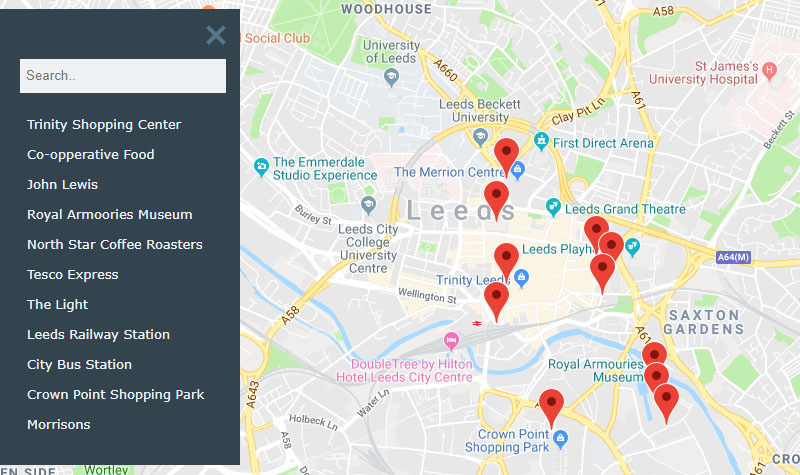 Search..
Trinity Shopping Center
Co-opperative Food
John Lewis
Royal Armoories Museum
North Star Coffee Roasters
Tesco Express
The Light
Leeds Railway Station
City Bus Station
Crown Point Shopping Park
Morrisons
WOODHOUSE
A58
Social Club
University
of Leeds
A660
St James's
University Hospital
A61
Leeds Beckett
University
Clay Pit Ln
Beckett St
First Direct Arena
The Emmerdale
Studio Experience
The Merrion Centre
Leeds
Leeds Grand Theatre
Burley St
Leeds City
College
University
Centre
Leeds Playh
A64(M)
Trinity Leeds
Wellington St
A58
SAXTON
GARDENS
A61
DoubleTree by Hilton
Hotel Leeds City Centre
Royal Armouries
Museum
A643
Water Ln
Holbeck Ln
A58
Crown Point
Shopping Park
EN SIDE
Wortley
CRO